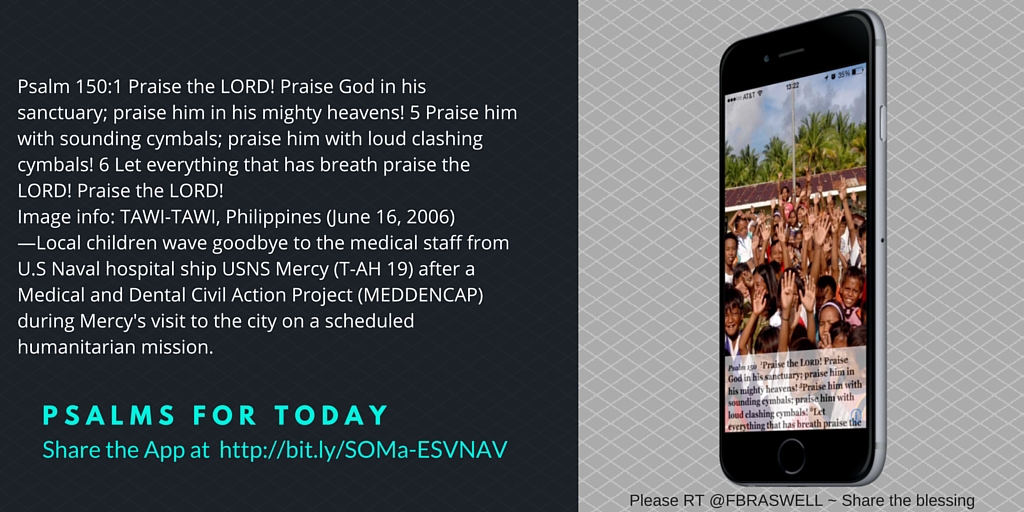 Psalm 150:1 Praise the LORD! Praise God in his
sanctuary; praise him in his mighty heavens! 5 Praise him
with sounding cymbals; praise him with loud clashing
cymbals! 6 Let everything that has breath praise the
LORD! Praise the LORD!
Image info: TAWI-TAWI, Philippines (June 16, 2006)
—Local children wave goodbye to the medical staff from
U.S Naval hospital ship USNS Mercy (T-AH 19) after a
Medical and Dental Civil Action Project (MEDDENCAP)
during Mercy's visit to the city on a scheduled
humanitarian mission.
PSALMS FOR TODAY
Share the App at http://bit.ly/SOMa-ESVNAV
AT&T 13:22 35%
Psalm 150 ¹Praise the LORD! Praise
God in his sanctuary; praise him in
his mighty heavens! ⁵Praise him with
sounding cymbals; praise him with
loud clashing cymbals! ⁶Let
everything that has breath praise the
Please RT @FBRASWELL ~ Share the blessing